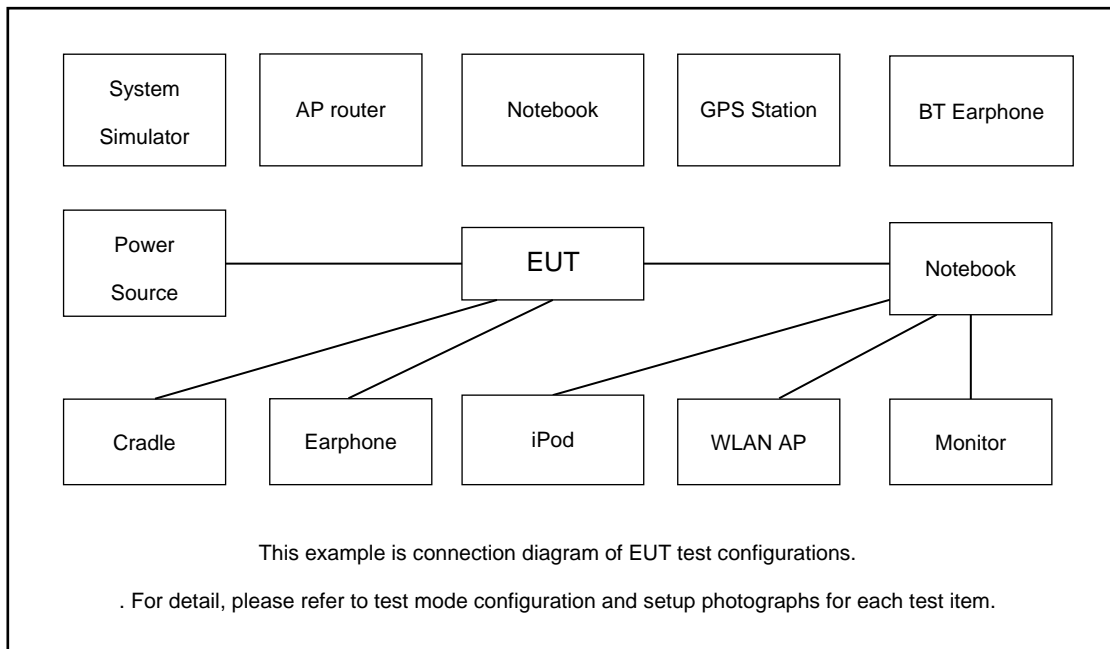 System
Simulator
AP router
Notebook
GPS Station
BT Earphone
Power
Source
EUT
Notebook
Cradle
Earphone
iPod
WLAN AP
Monitor
This example is connection diagram of EUT test configurations.
. For detail, please refer to test mode configuration and setup photographs for each test item.